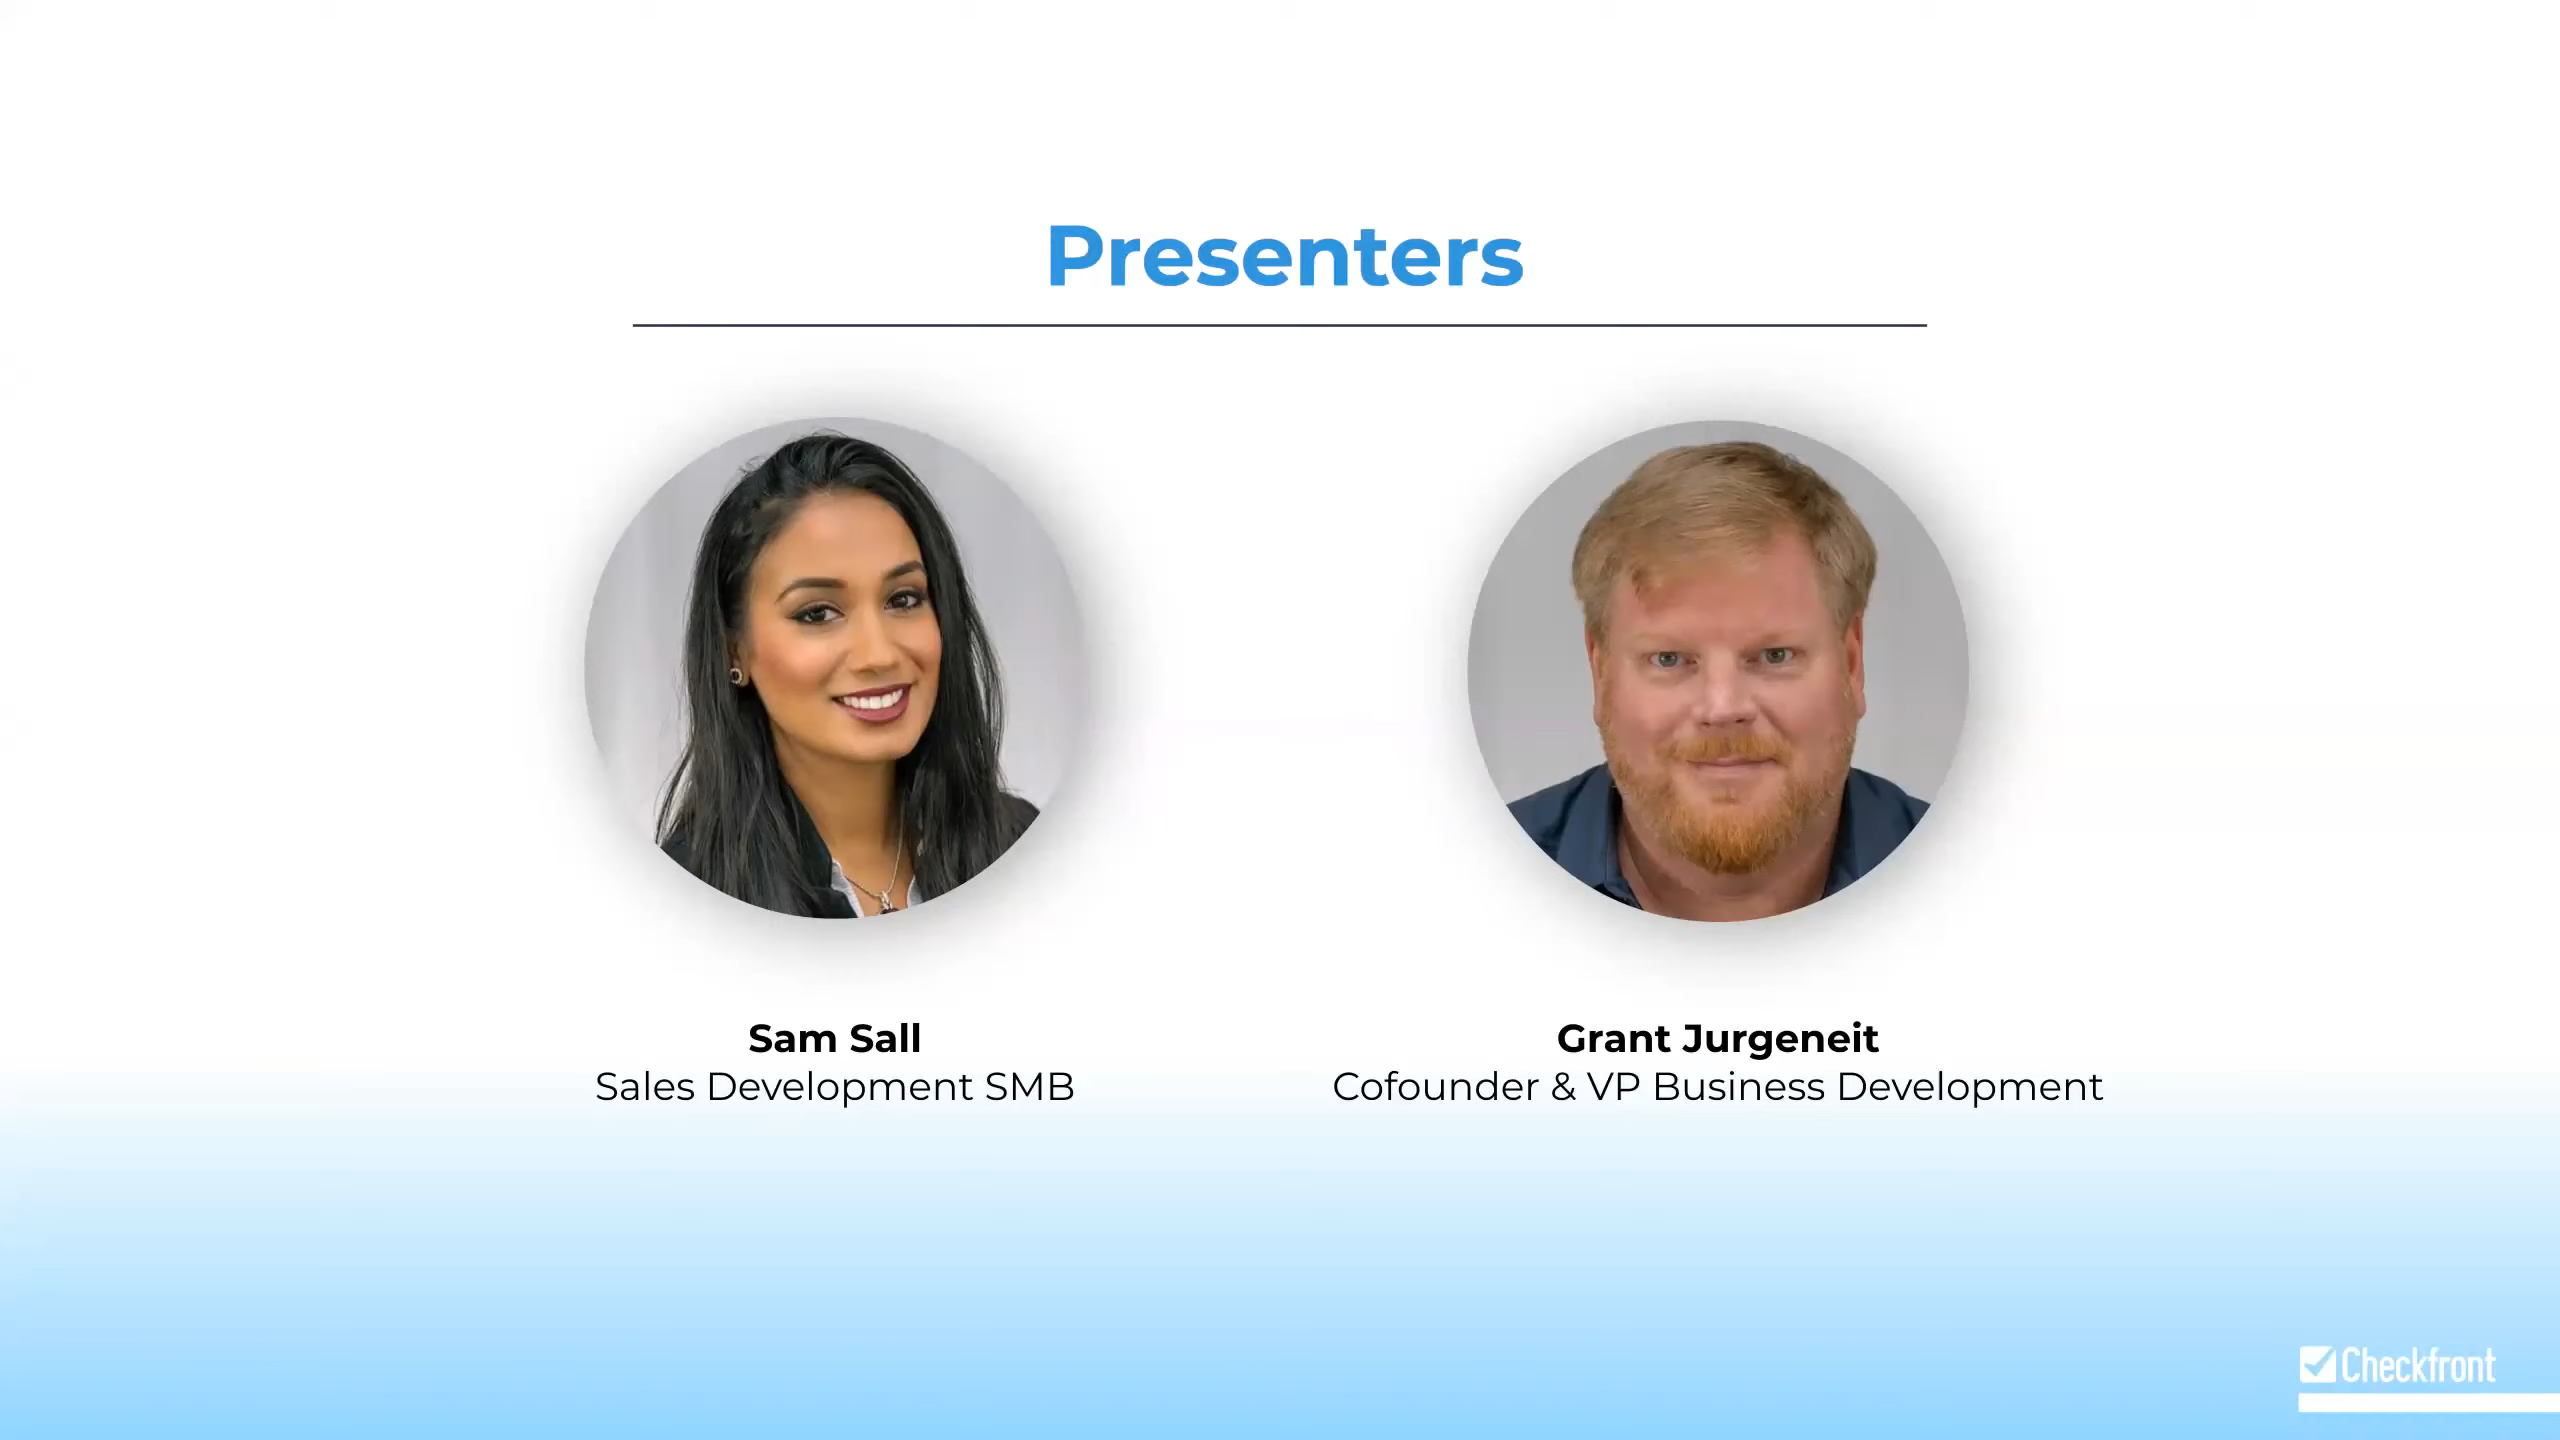 Presenters
Sam Sall
Sales Development SMB
Grant Jurgeneit
Cofounder & VP Business Development
Checkfront